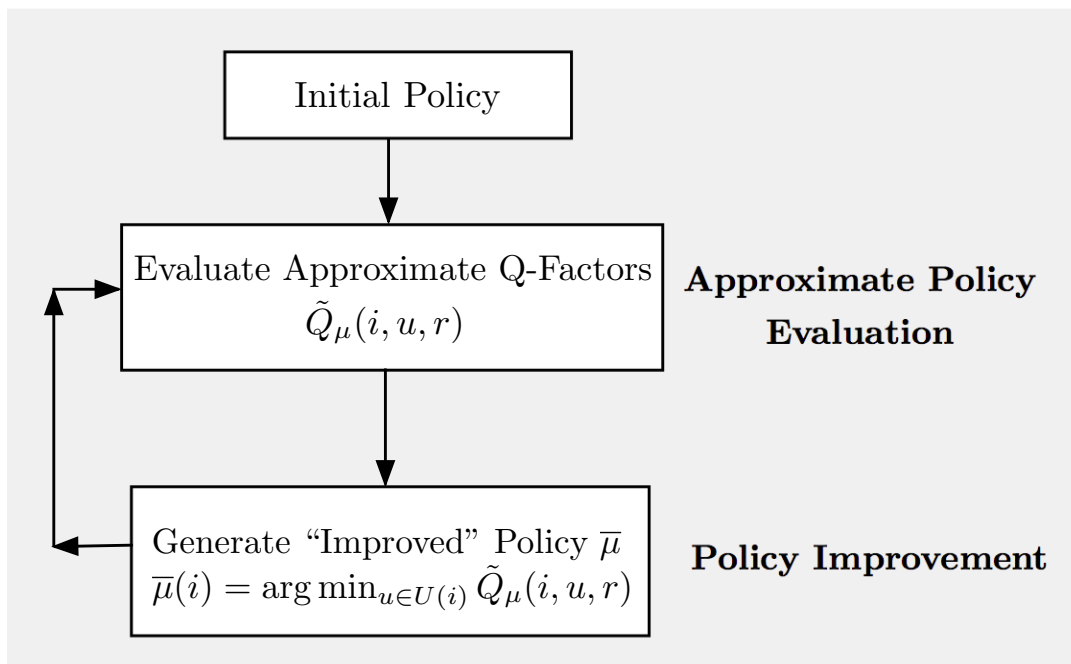 Initial Policy
Evaluate Approximate Q-Factors
Q̃_μ(i, u, r)
Approximate Policy
Evaluation
Generate “Improved” Policy μ̅
μ̅(i) = arg min_{u∈U(i)} Q̃_μ(i, u, r)
Policy Improvement